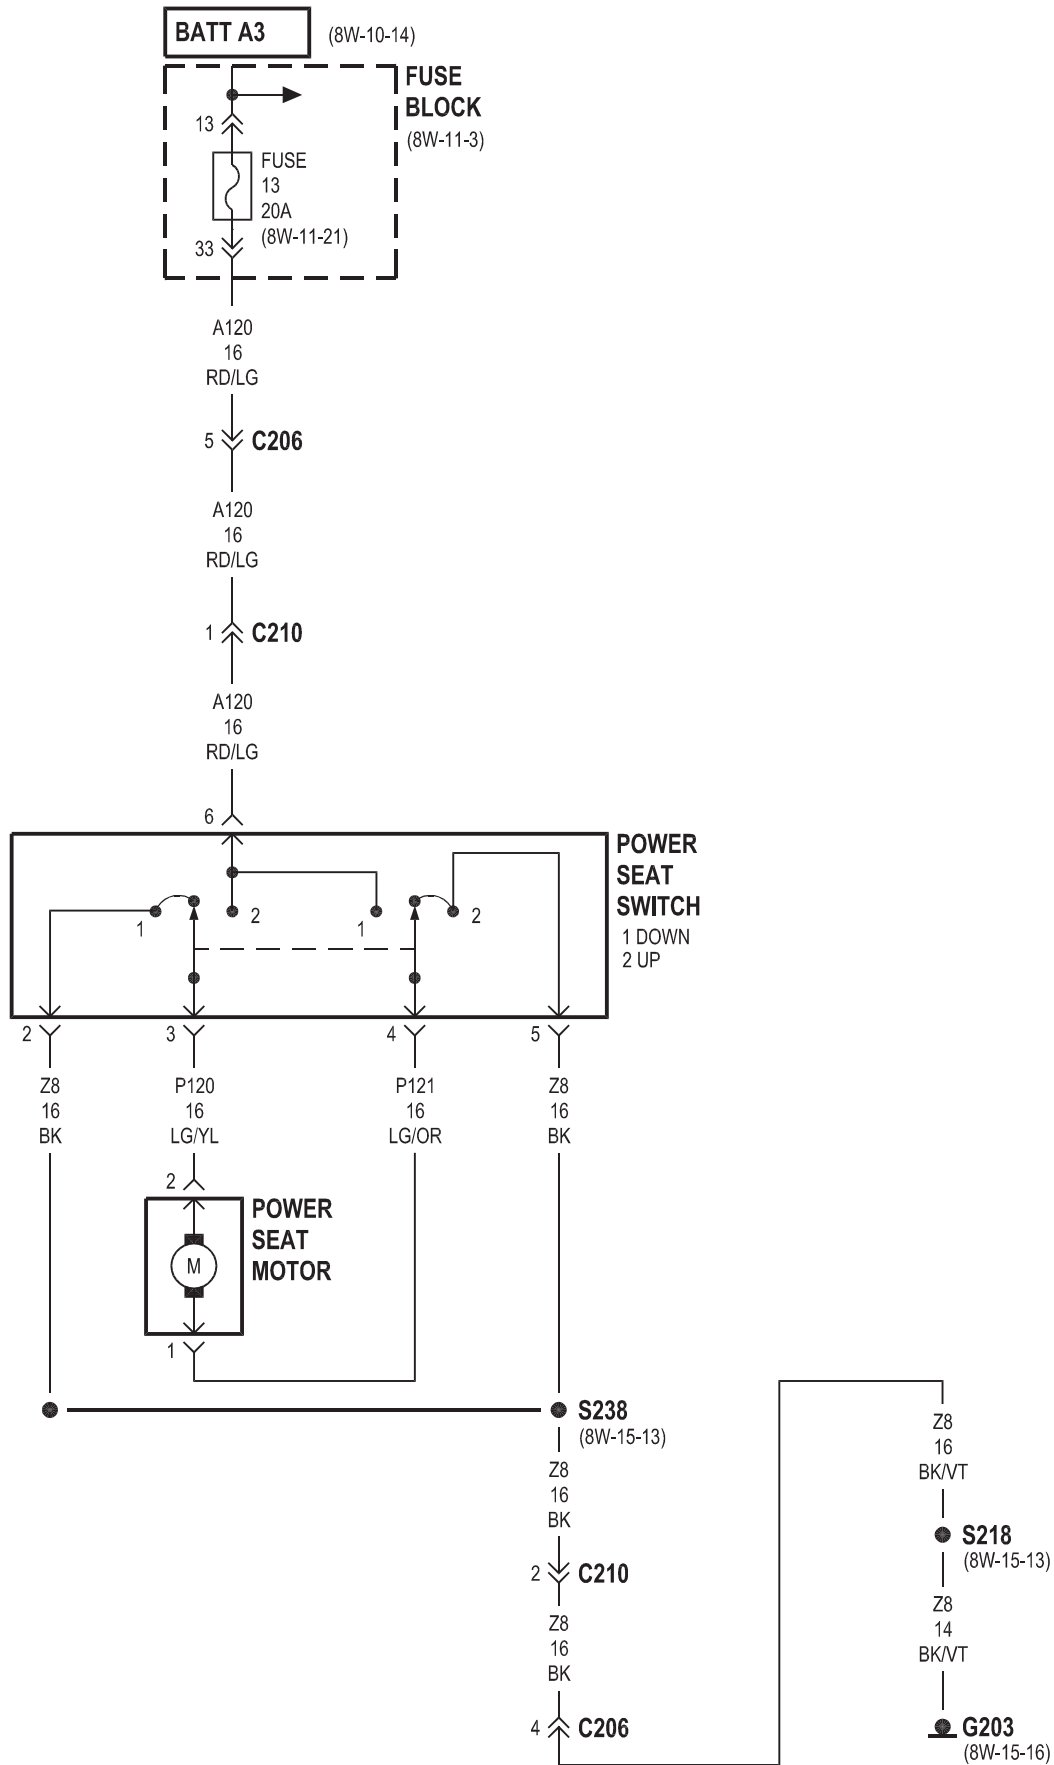 BATT A3
(8W-10-14)
FUSE
BLOCK
(8W-11-3)
13
FUSE
13
20A
(8W-11-21)
33
A120
16
RD/LG
5
C206
A120
16
RD/LG
1
C210
A120
16
RD/LG
6
POWER
SEAT
SWITCH
1 DOWN
2 UP
1
2
1
2
2
3
4
5
Z8
16
BK
P120
16
LG/YL
P121
16
LG/OR
Z8
16
BK
2
POWER
SEAT
MOTOR
M
1
S238
(8W-15-13)
Z8
16
BK
2
C210
Z8
16
BK
4
C206
Z8
16
BK/VT
S218
(8W-15-13)
Z8
14
BK/VT
G203
(8W-15-16)